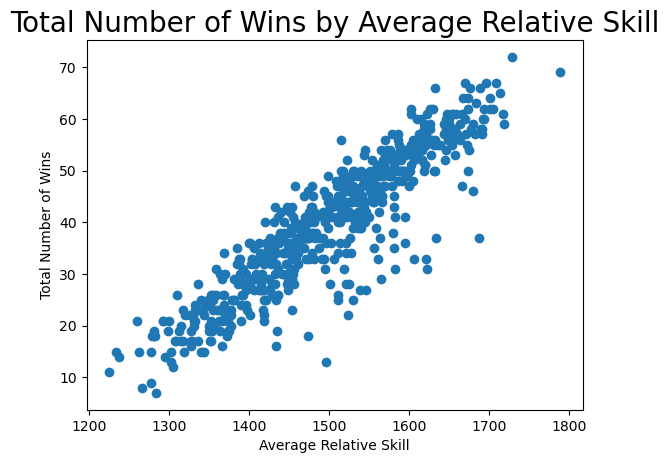 Total Number of Wins by Average Relative Skill
70
60
50
40
30
20
10
Total Number of Wins
1200 1300 1400 1500 1600 1700 1800
Average Relative Skill